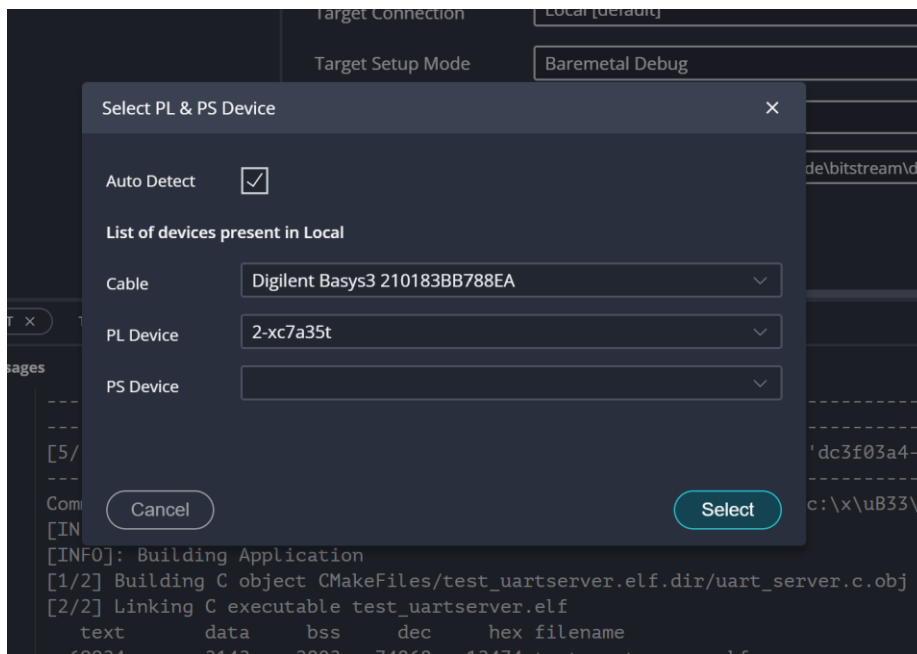 Target Connection
Local [default]
Target Setup Mode
Baremetal Debug
Select PL & PS Device
Auto Detect
de\bitstream\d
List of devices present in Local
Cable
Digilent Basys3 210183BB788EA
PL Device
2-xc7a35t
PS Device
T
sages
[5/
'dc3f03a4-
Cancel
Select
Com
c:\x\uB33\
[IN
[INFO]: Building Application
[1/2] Building C object CMakeFiles/test_uartserver.elf.dir/uart_server.c.obj
[2/2] Linking C executable test_uartserver.elf
text data bss dec hex filename